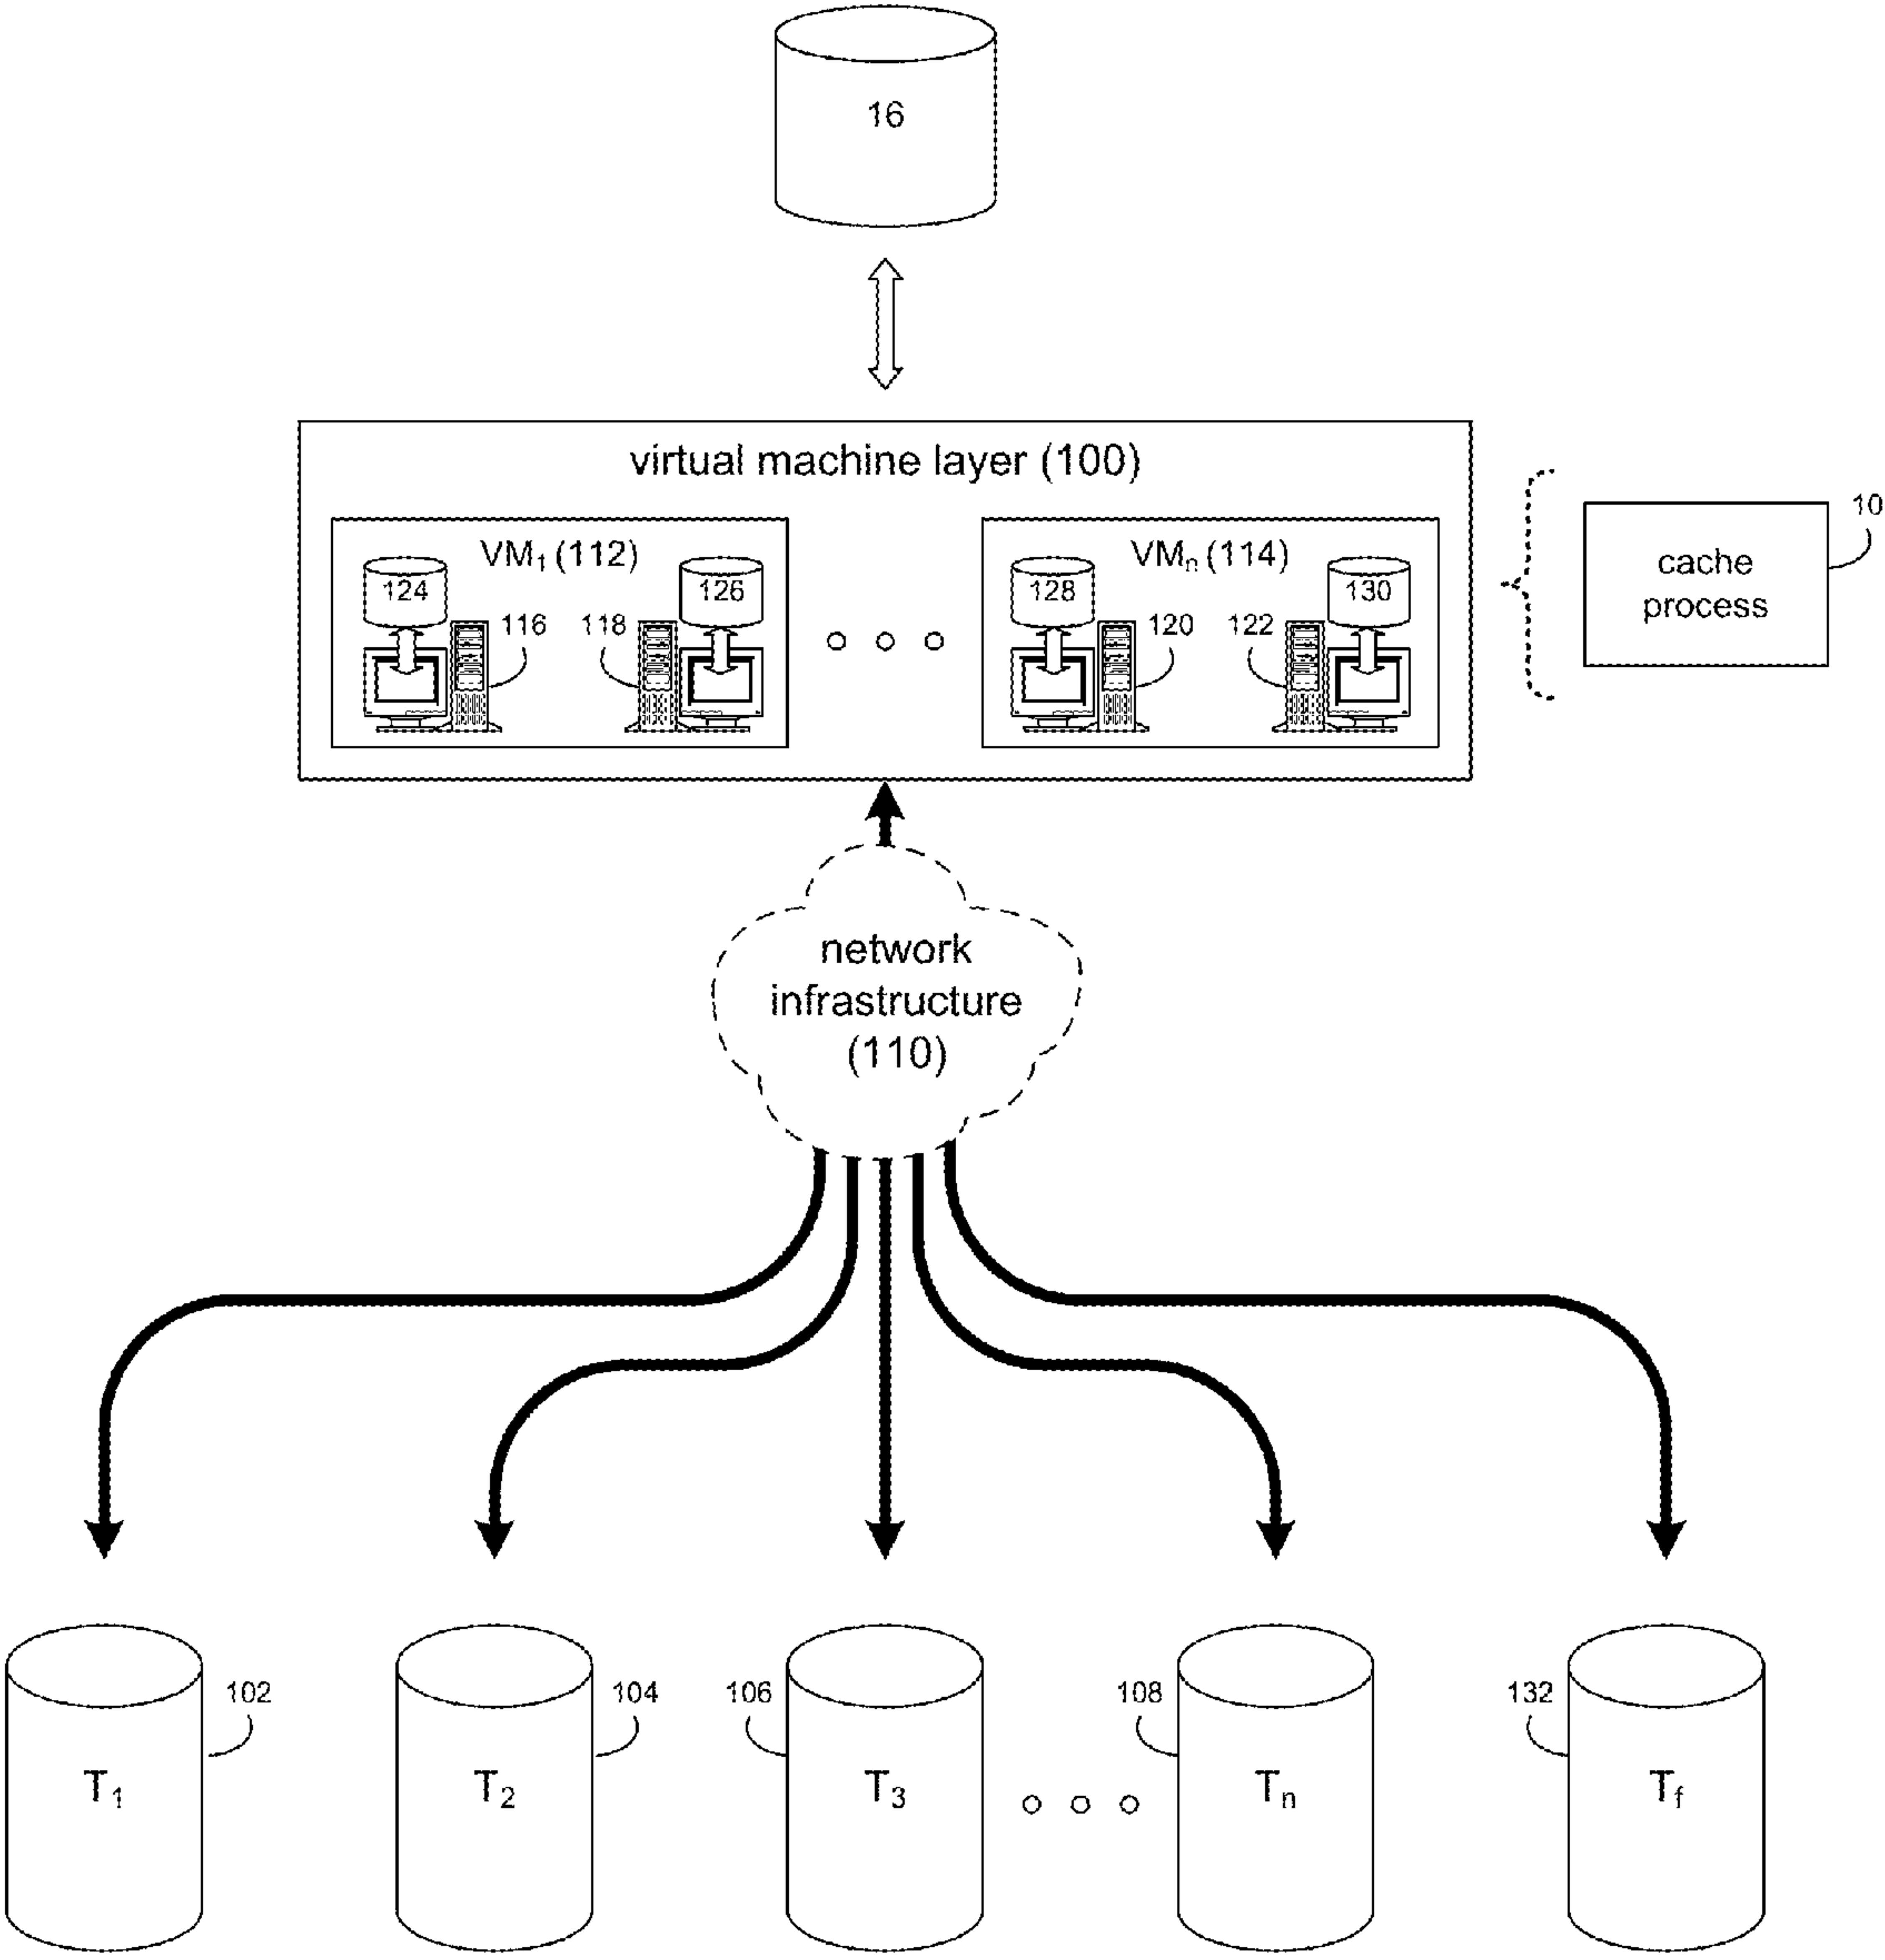 16
virtual machine layer (100)
VM₁ (112)
124
126
116
118
VMₙ (114)
128
130
120
122
cache
process
10
network
infrastructure
(110)
102
104
106
108
132
T₁
T₂
T₃
Tₙ
T_f